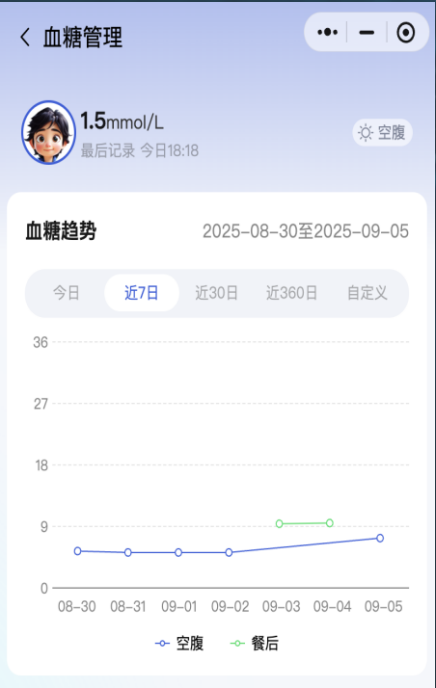 血糖管理
1.5mmol/L
最后记录 今日18:18
空腹
血糖趋势
2025-08-30至2025-09-05
今日 近7日 近30日 近360日 自定义
36
27
18
9
0
08-30 08-31 09-01 09-02 09-03 09-04 09-05
空腹 餐后